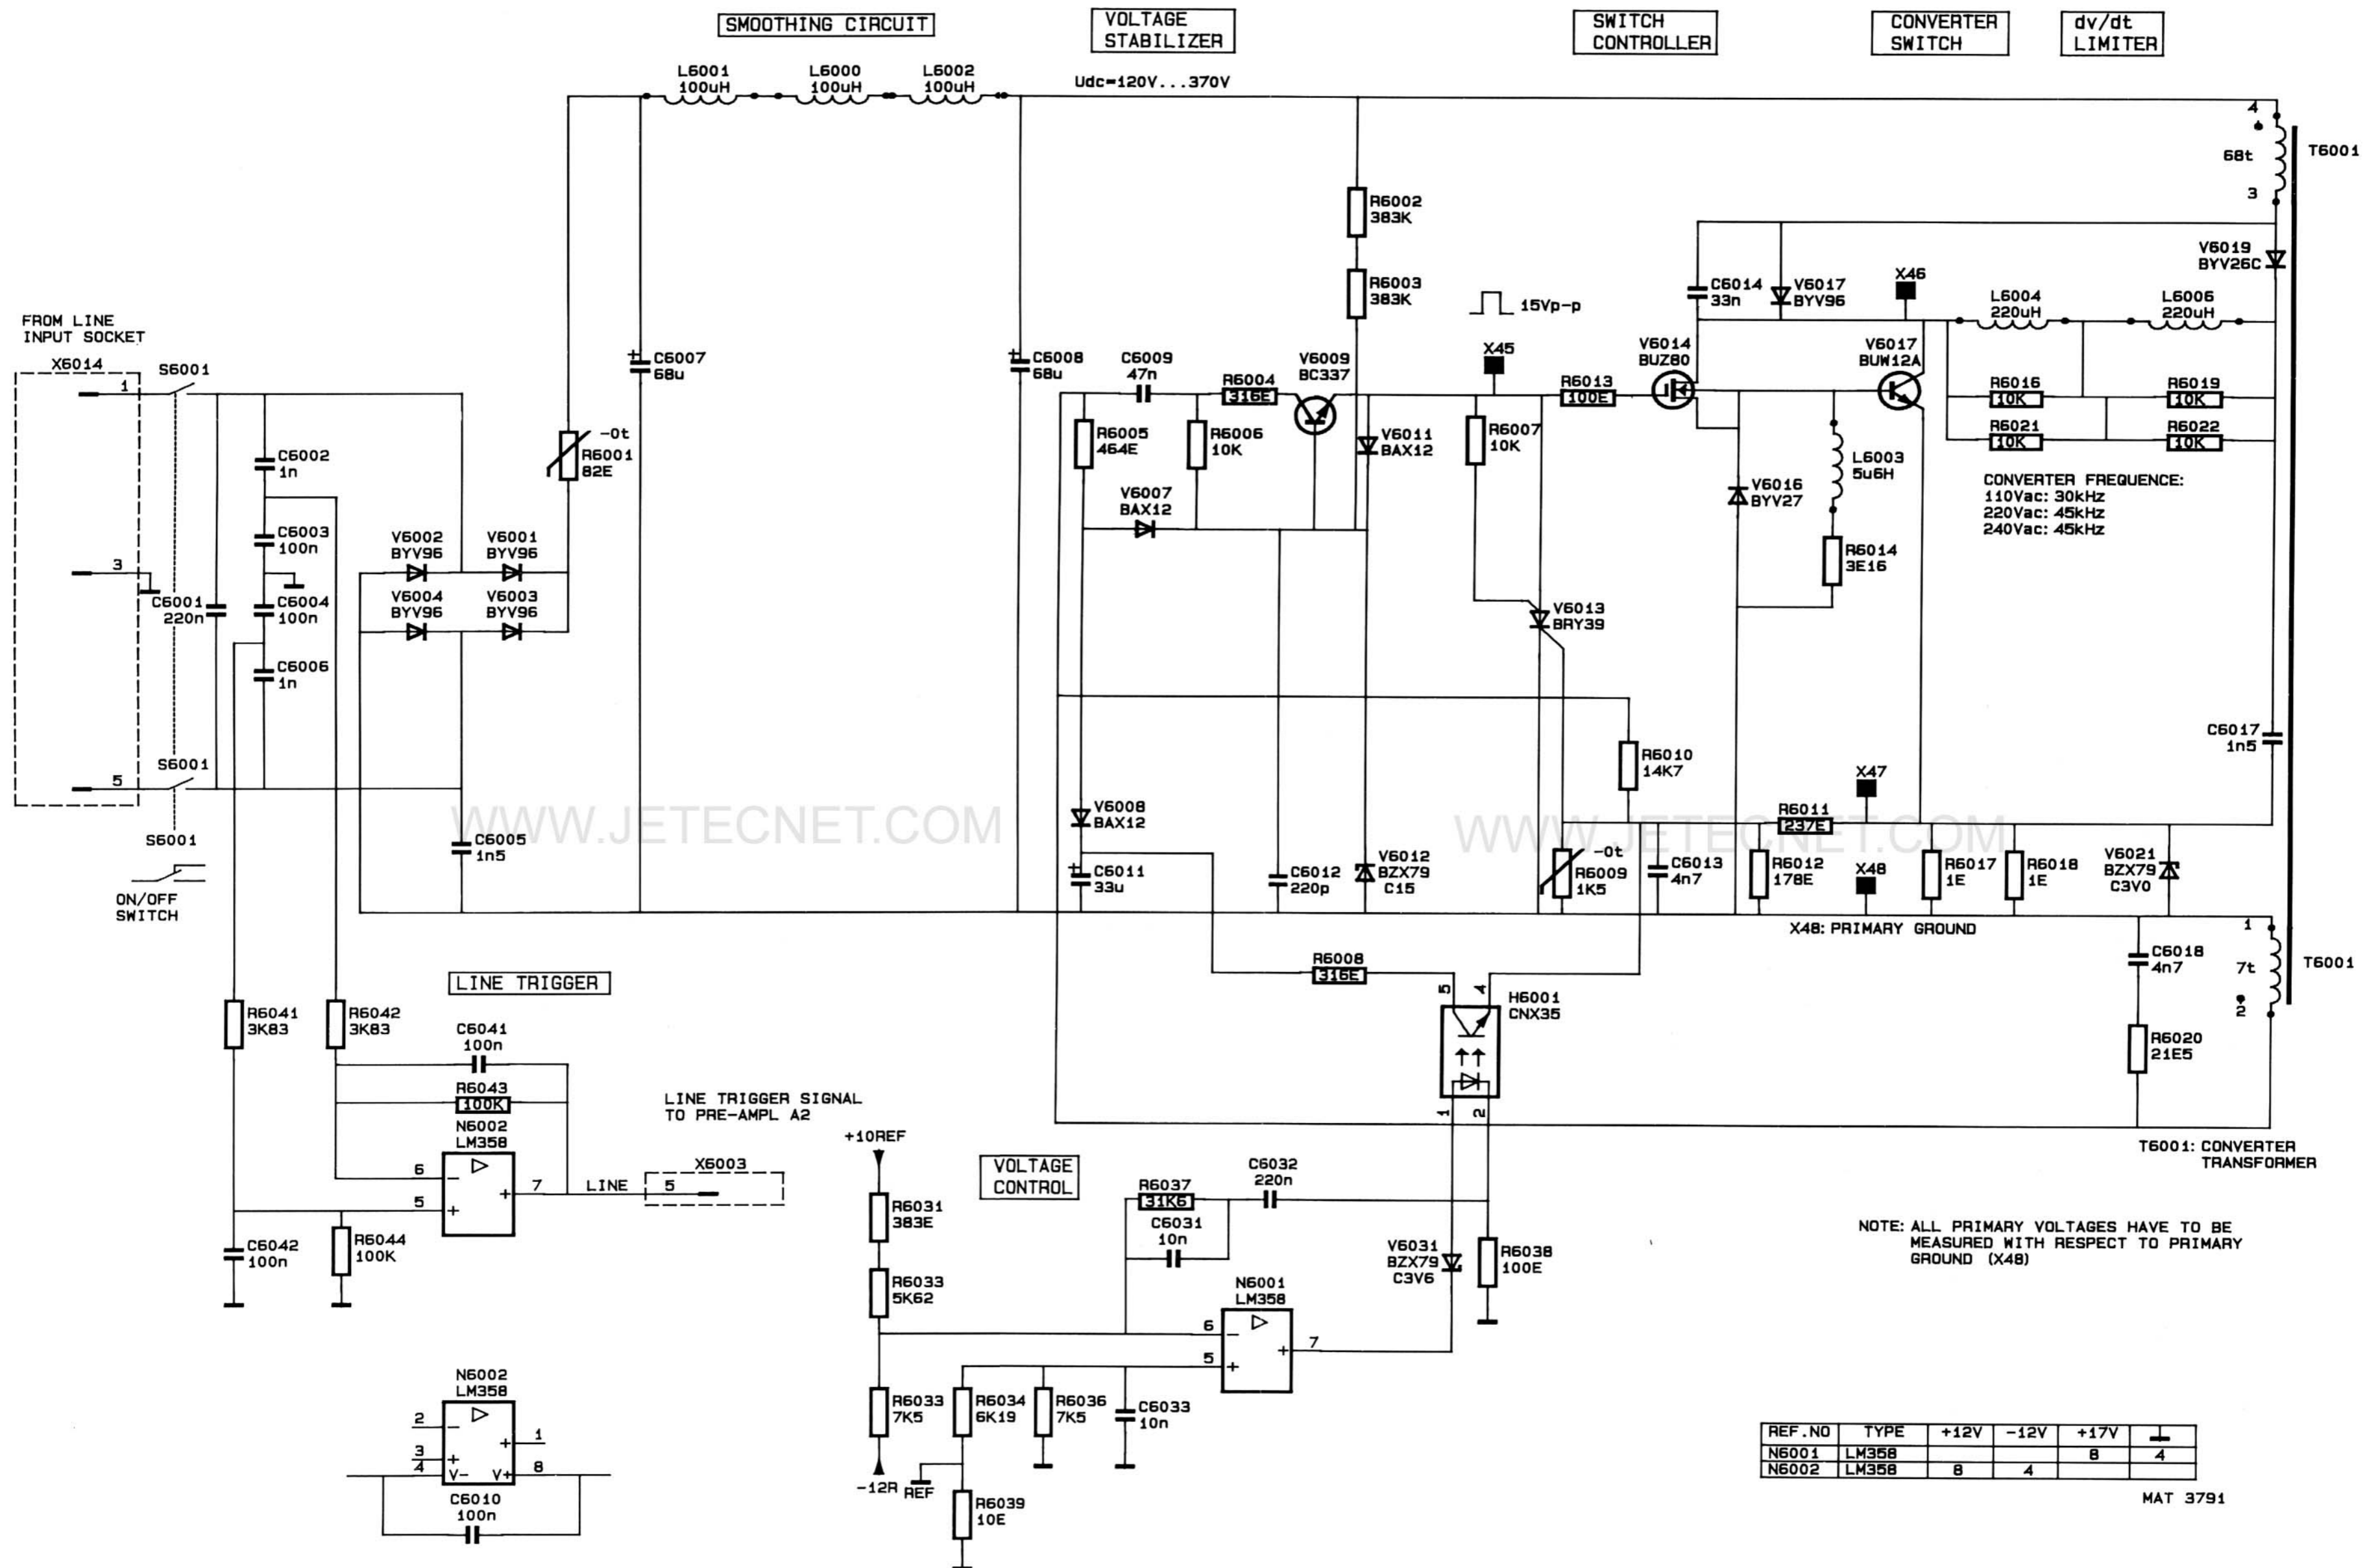 SMOOTHING CIRCUIT
VOLTAGE
STABILIZER
SWITCH
CONTROLLER
CONVERTER
SWITCH
dv/dt
LIMITER
L6001
100uH
L6000
100uH
L6002
100uH
Udc=120V...370V
4
68t
3
T6001
R6002
383K
R6003
383K
15Vp-p
X45
C6014
33n
V6017
BYV96
X46
V6019
BYV26C
L6004
220uH
L6006
220uH
FROM LINE
INPUT SOCKET
X6014
1
S6001
3
5
S6001
S6001
ON/OFF
SWITCH
C6001
220n
C6002
1n
C6003
100n
C6004
100n
C6006
1n
V6002
BYV96
V6001
BYV96
V6004
BYV96
V6003
BYV96
-0t
R6001
82E
C6005
1n5
+
C6007
68u
+
C6008
68u
C6009
47n
R6004
316E
V6009
BC337
R6005
464E
R6006
10K
V6007
BAX12
V6011
BAX12
R6007
10K
R6013
100E
V6014
BUZ80
V6017
BUW12A
R6016
10K
R6019
10K
R6021
10K
R6022
10K
L6003
5u6H
V6016
BYV27
R6014
3E16
CONVERTER FREQUENCE:
110Vac: 30kHz
220Vac: 45kHz
240Vac: 45kHz
V6013
BRY39
R6010
14K7
C6017
1n5
V6008
BAX12
+
C6011
33u
C6012
220p
V6012
BZX79
C15
-0t
R6009
1K5
C6013
4n7
R6011
237E
R6012
178E
X47
X48
R6017
1E
R6018
1E
V6021
BZX79
C3V0
WWW.JETECNET.COM
WWW.JETECNET.COM
X48: PRIMARY GROUND
1
7t
2
T6001
C6018
4n7
R6020
21E5
R6008
316E
5
4
H6001
CNX35
1
2
T6001: CONVERTER
TRANSFORMER
LINE TRIGGER
R6041
3K83
R6042
3K83
C6041
100n
R6043
100K
N6002
LM358
6
-
5
+
+
7
LINE
LINE TRIGGER SIGNAL
TO PRE-AMPL A2
X6003
5
C6042
100n
R6044
100K
+10REF
R6031
383E
R6033
5K62
R6033
7K5
-12R
REF
VOLTAGE
CONTROL
R6037
31K6
C6032
220n
C6031
10n
V6031
BZX79
C3V6
R6038
100E
N6001
LM358
6
-
5
+
+
7
R6034
6K19
R6036
7K5
C6033
10n
R6039
10E
N6002
LM358
2
-
3
+
4
V-
+
1
V+
8
C6010
100n
NOTE: ALL PRIMARY VOLTAGES HAVE TO BE
MEASURED WITH RESPECT TO PRIMARY
GROUND (X48)
REF.NO TYPE +12V -12V +17V
N6001 LM358 8 4
N6002 LM358 8 4
MAT 3791